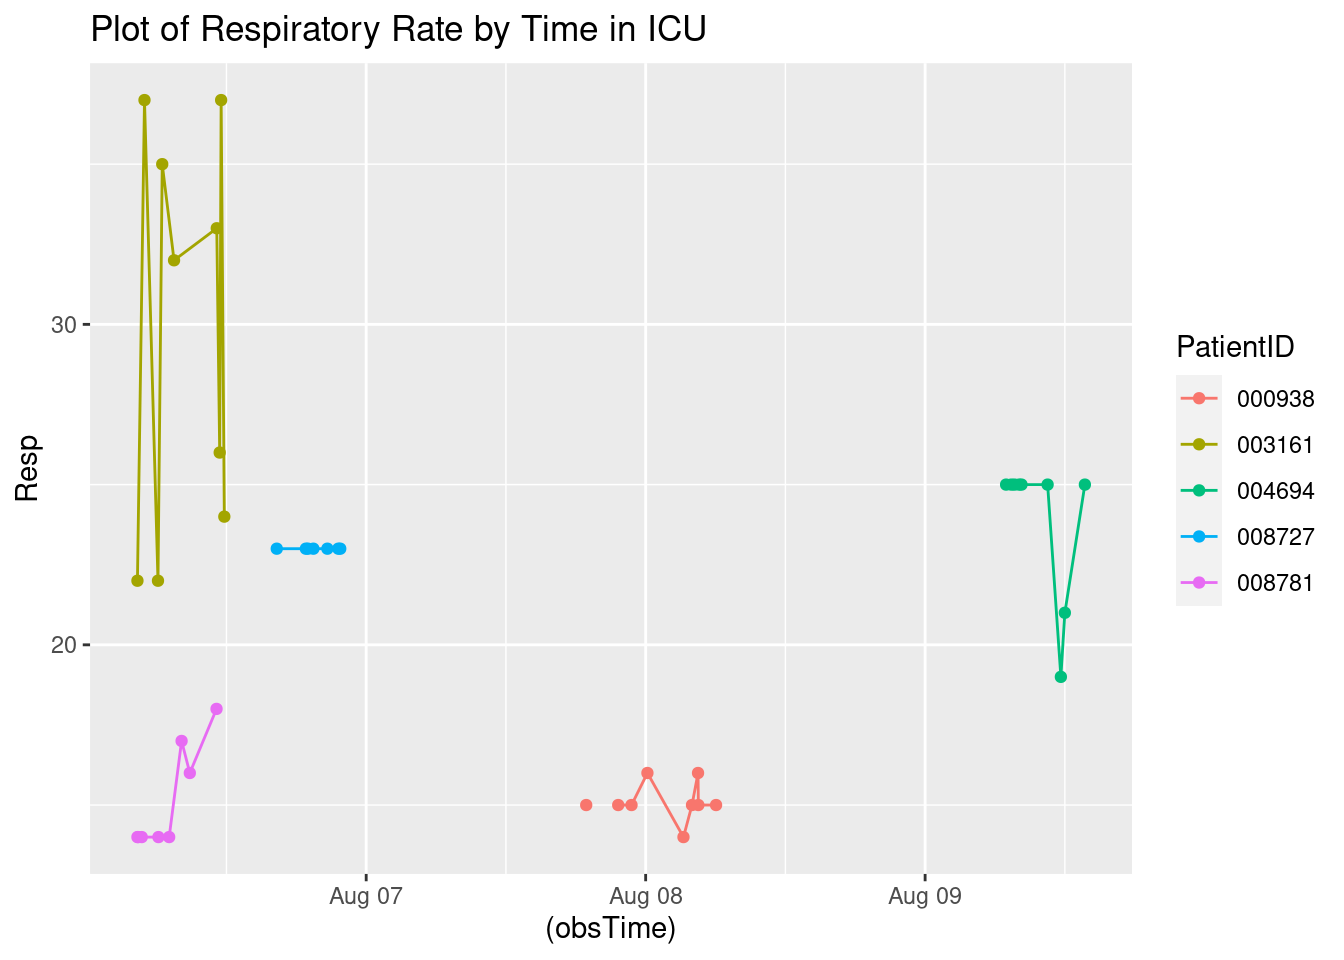 Plot of Respiratory Rate by Time in ICU
Resp
30
20
Aug 07
Aug 08
Aug 09
(obsTime)
PatientID
000938
003161
004694
008727
008781